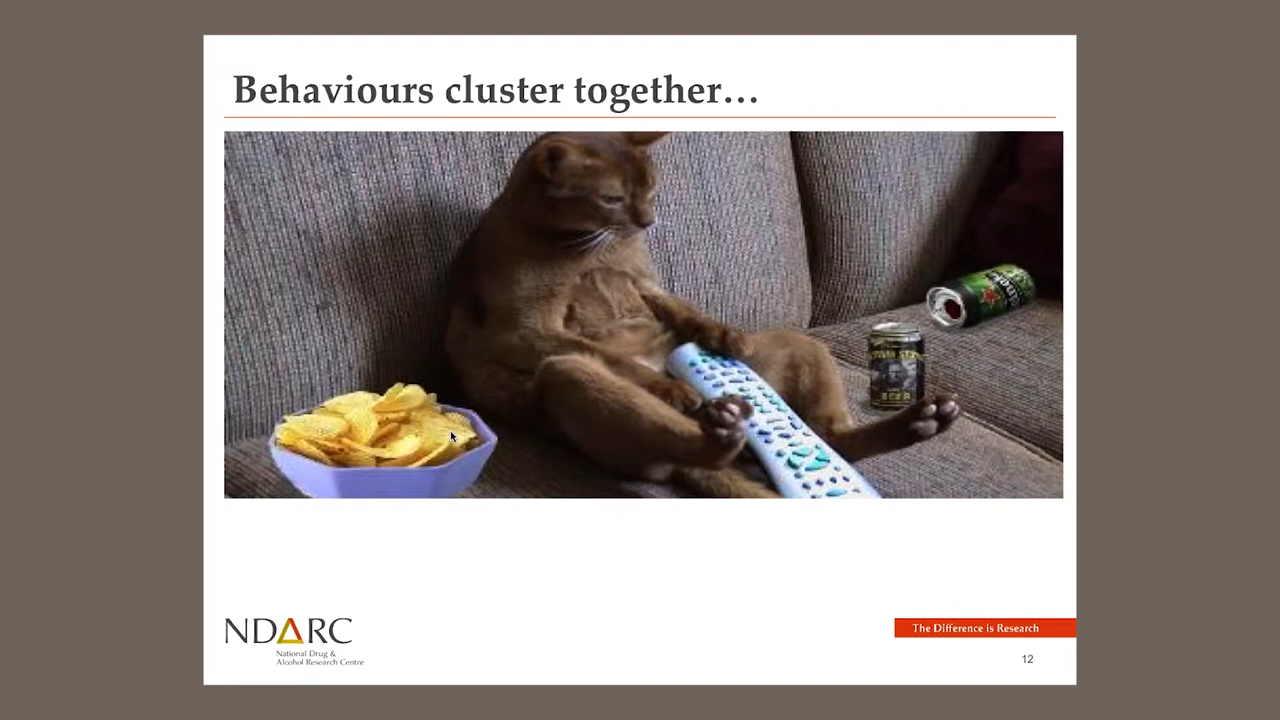 Behaviours cluster together…
BEER
NDARC
National Drug &
Alcohol Research Centre
The Difference is Research
12